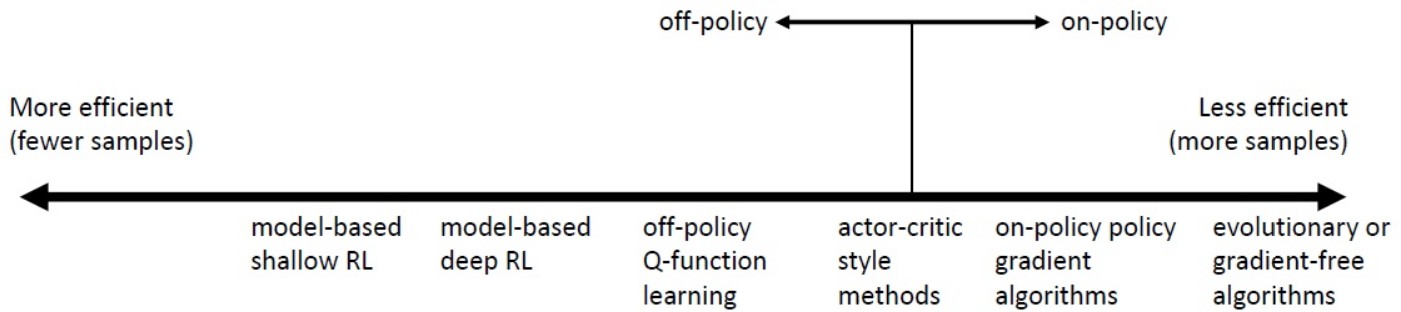 off-policy
on-policy
More efficient
(fewer samples)
Less efficient
(more samples)
model-based
shallow RL
model-based
deep RL
off-policy
Q-function
learning
actor-critic
style
methods
on-policy policy
gradient
algorithms
evolutionary or
gradient-free
algorithms